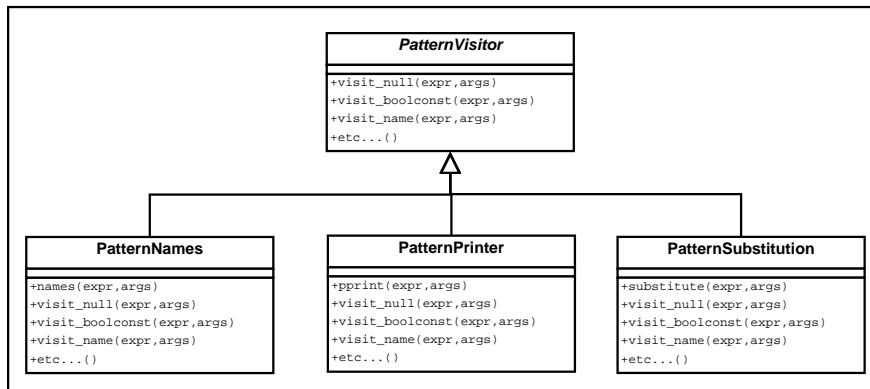 PatternVisitor
+visit_null(expr,args)
+visit_boolconst(expr,args)
+visit_name(expr,args)
+etc...()
PatternNames
+names(expr,args)
+visit_null(expr,args)
+visit_boolconst(expr,args)
+visit_name(expr,args)
+etc...()
PatternPrinter
+pprint(expr,args)
+visit_null(expr,args)
+visit_boolconst(expr,args)
+visit_name(expr,args)
+etc...()
PatternSubstitution
+substitute(expr,args)
+visit_null(expr,args)
+visit_boolconst(expr,args)
+visit_name(expr,args)
+etc...()